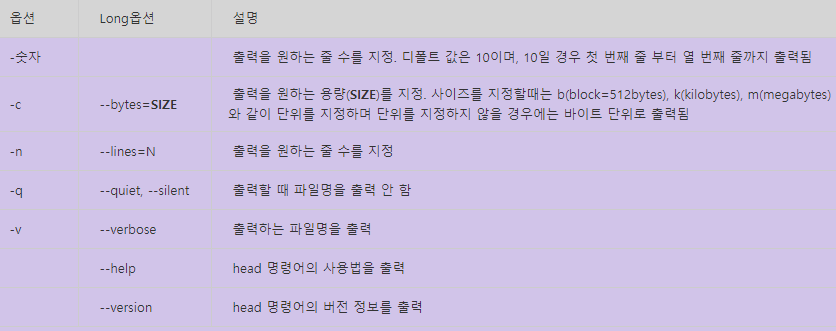 옵션 Long옵션 설명
-숫자 출력을 원하는 줄 수를 지정. 디폴트 값은 10이며, 10일 경우 첫 번째 줄 부터 열 번째 줄까지 출력됨
-c --bytes=SIZE 출력을 원하는 용량(SIZE)를 지정. 사이즈를 지정할때는 b(block=512bytes), k(kilobytes), m(megabytes)
와 같이 단위를 지정하며 단위를 지정하지 않을 경우에는 바이트 단위로 출력됨
-n --lines=N 출력을 원하는 줄 수를 지정
-q --quiet, --silent 출력할 때 파일명을 출력 안 함
-v --verbose 출력하는 파일명을 출력
--help head 명령어의 사용법을 출력
--version head 명령어의 버전 정보를 출력